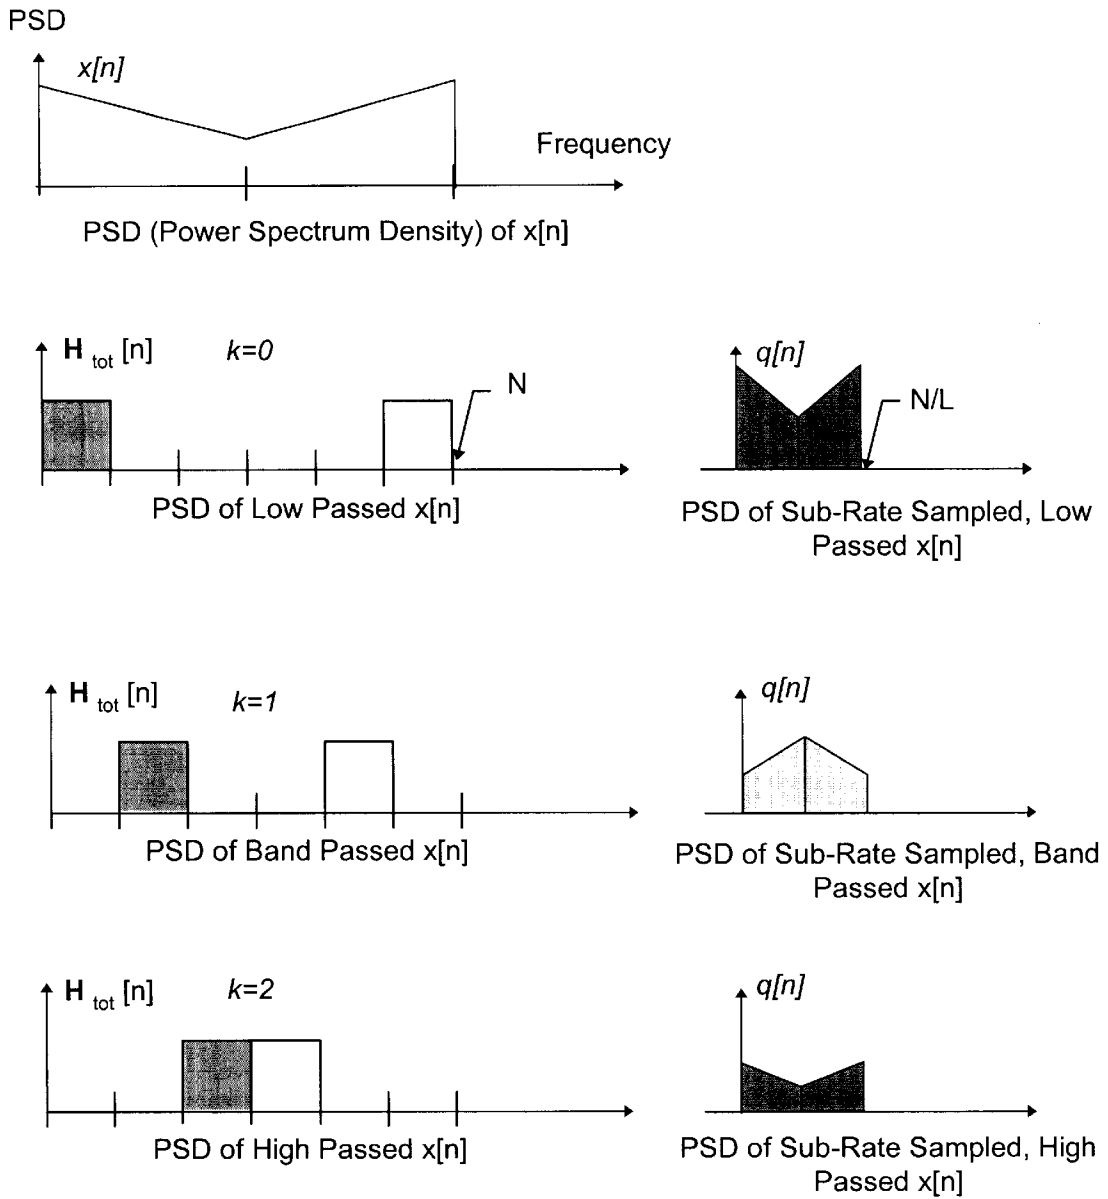 PSD
x[n]
Frequency
PSD (Power Spectrum Density) of x[n]
H tot [n]
k=0
N
PSD of Low Passed x[n]
q[n]
N/L
PSD of Sub-Rate Sampled, Low
Passed x[n]
H tot [n]
k=1
PSD of Band Passed x[n]
q[n]
PSD of Sub-Rate Sampled, Band
Passed x[n]
H tot [n]
k=2
PSD of High Passed x[n]
q[n]
PSD of Sub-Rate Sampled, High
Passed x[n]